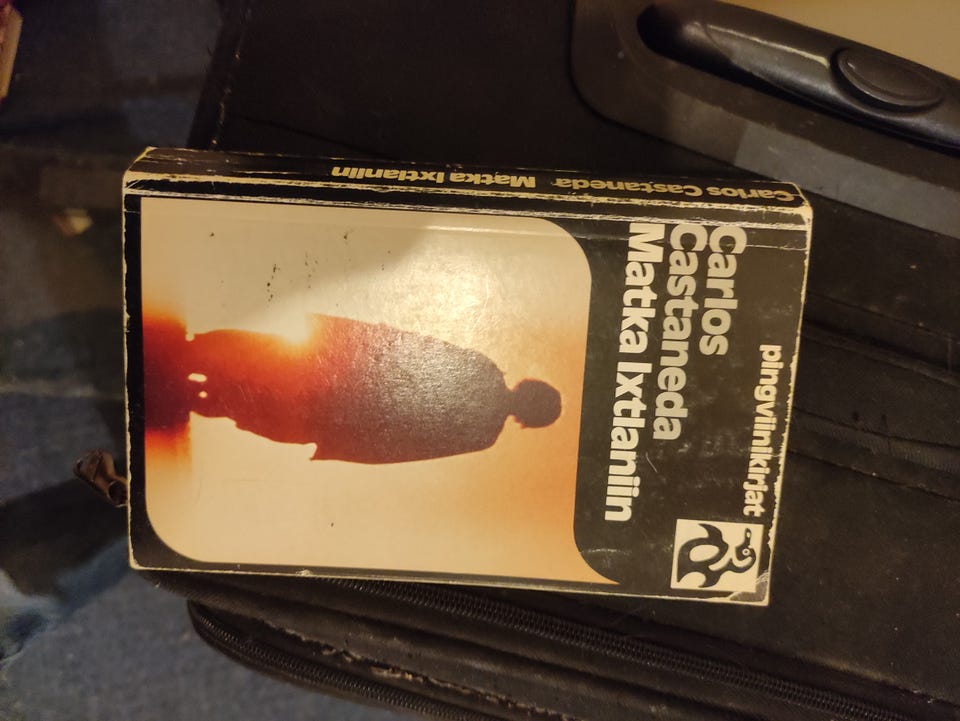 pingviinikirjat
Carlos
Castaneda
Matka Ixtlaniin
Carlos Castaneda Matka Ixtlaniin